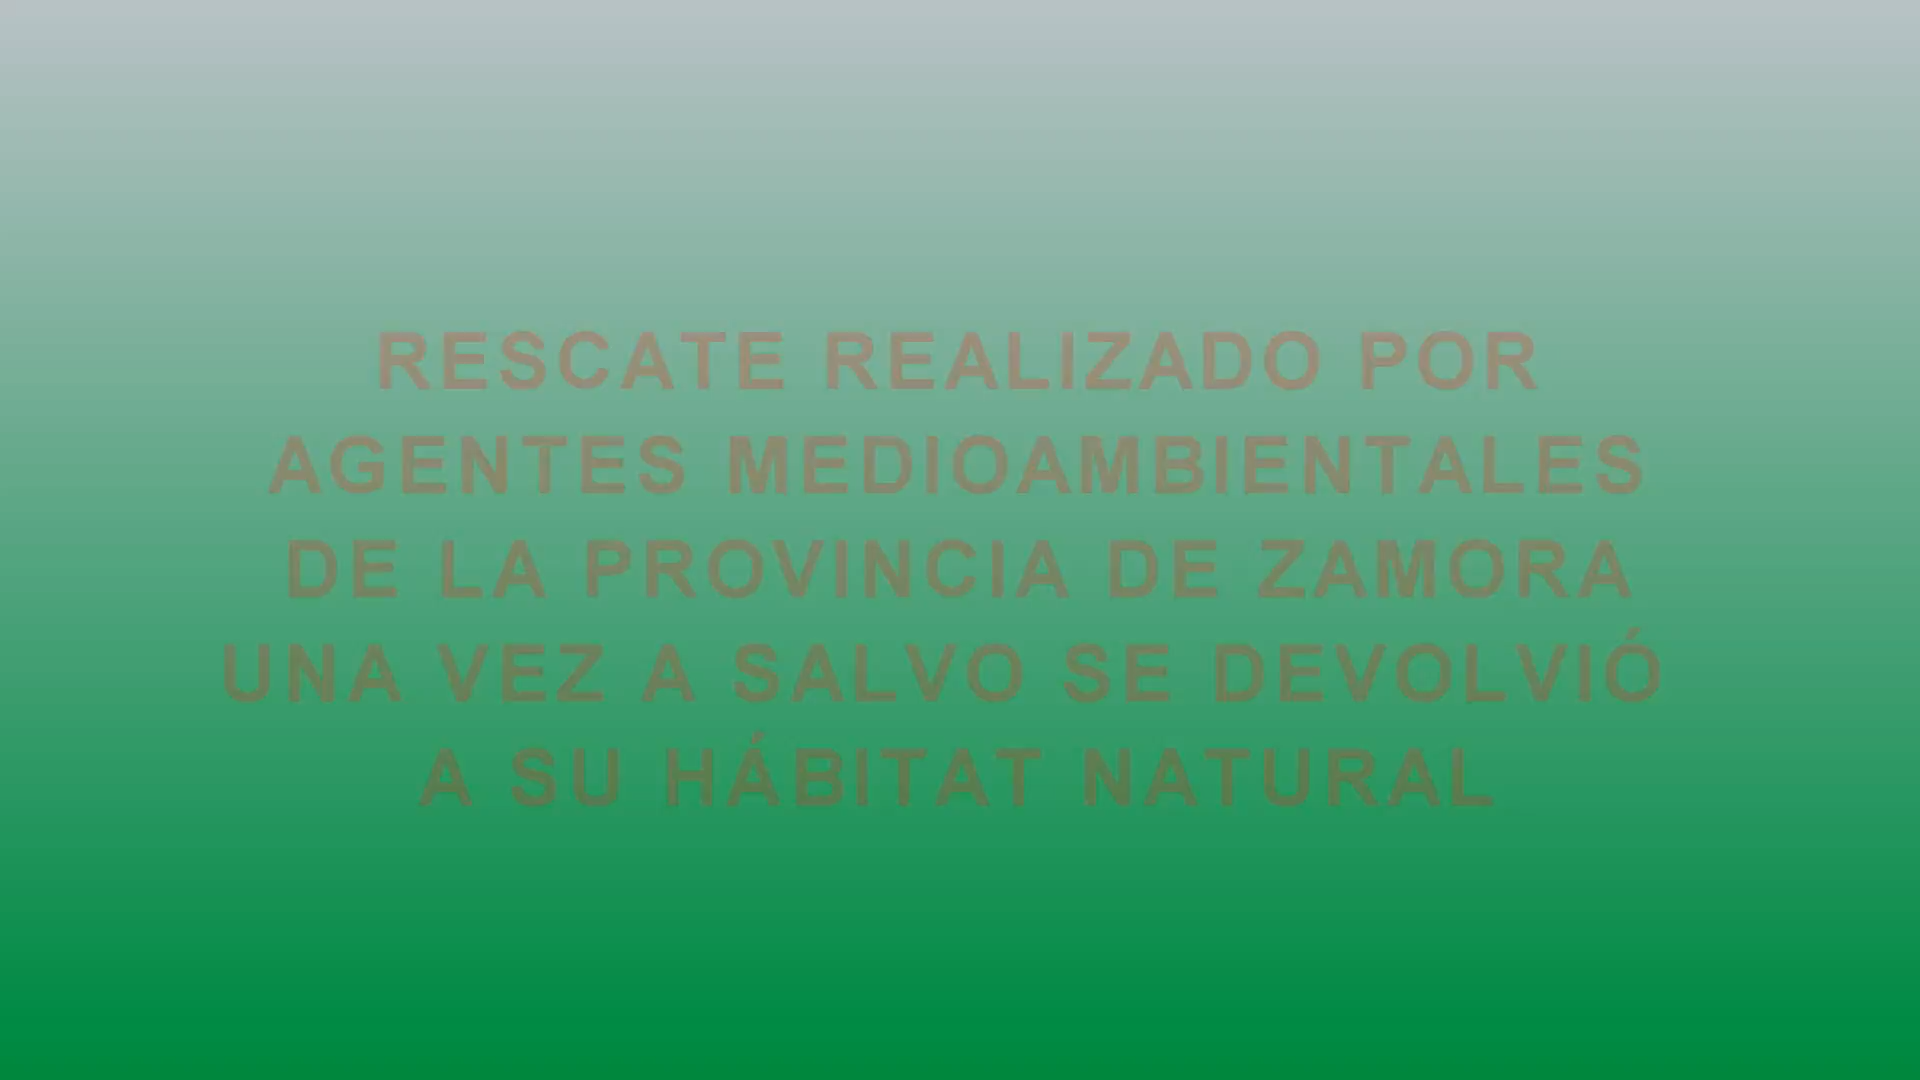 RESCATE REALIZADO POR
AGENTES MEDIOAMBIENTALES
DE LA PROVINCIA DE ZAMORA
UNA VEZ A SALVO SE DEVOLVIÓ
A SU HÁBITAT NATURAL